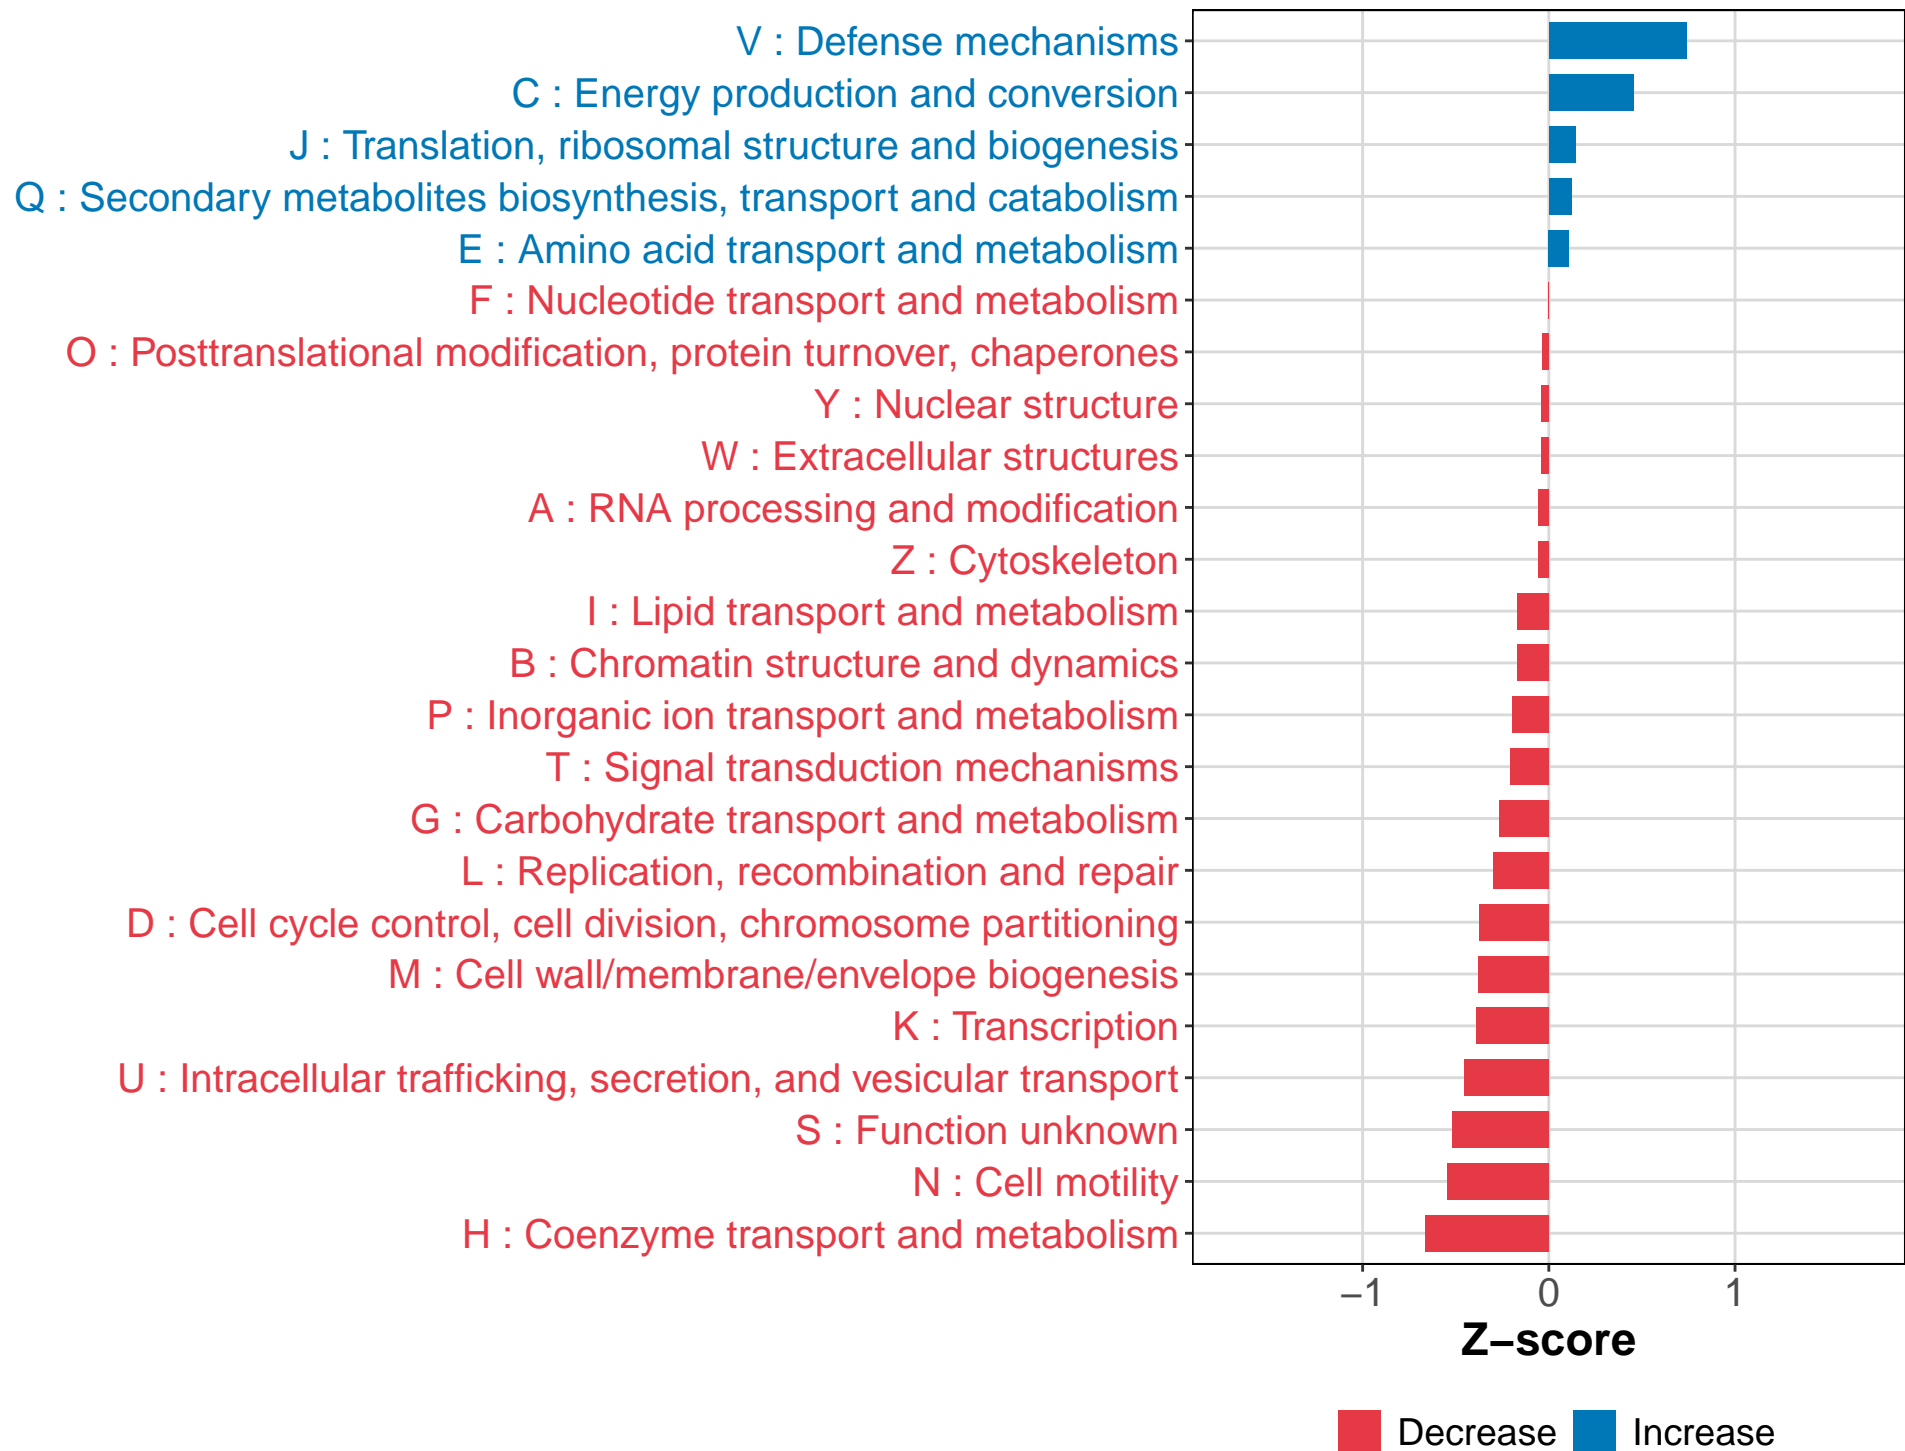 V : Defense mechanisms
C : Energy production and conversion
J : Translation, ribosomal structure and biogenesis
Q : Secondary metabolites biosynthesis, transport and catabolism
E : Amino acid transport and metabolism
F : Nucleotide transport and metabolism
O : Posttranslational modification, protein turnover, chaperones
Y : Nuclear structure
W : Extracellular structures
A : RNA processing and modification
Z : Cytoskeleton
I : Lipid transport and metabolism
B : Chromatin structure and dynamics
P : Inorganic ion transport and metabolism
T : Signal transduction mechanisms
G : Carbohydrate transport and metabolism
L : Replication, recombination and repair
D : Cell cycle control, cell division, chromosome partitioning
M : Cell wall/membrane/envelope biogenesis
K : Transcription
U : Intracellular trafficking, secretion, and vesicular transport
S : Function unknown
N : Cell motility
H : Coenzyme transport and metabolism
−1 0 1
Z−score
Decrease Increase